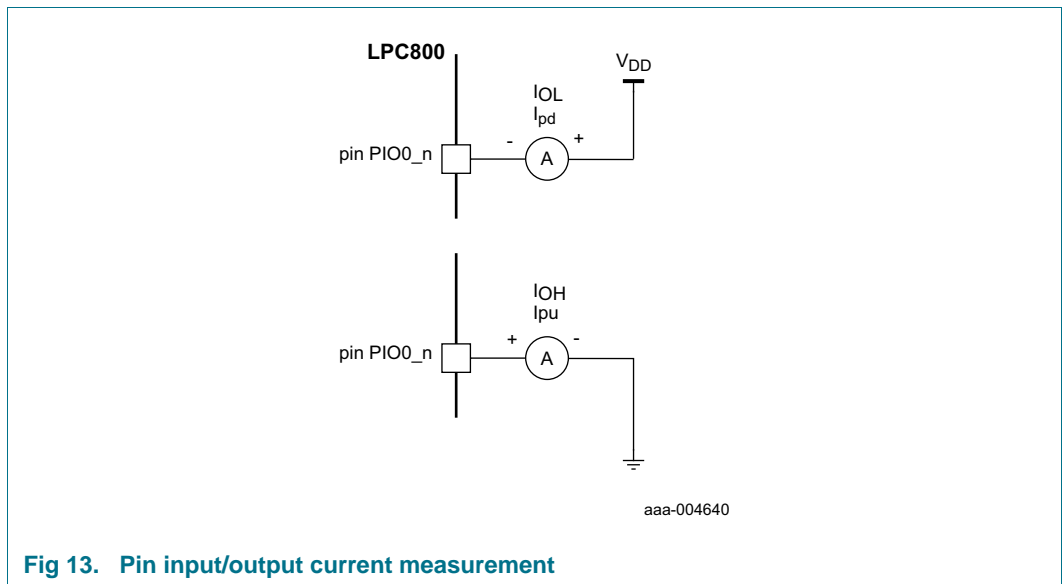 LPC800
VDD
IOL
Ipd
- +
A
pin PIO0_n
IOH
Ipu
+ -
A
pin PIO0_n
aaa-004640
Fig 13. Pin input/output current measurement